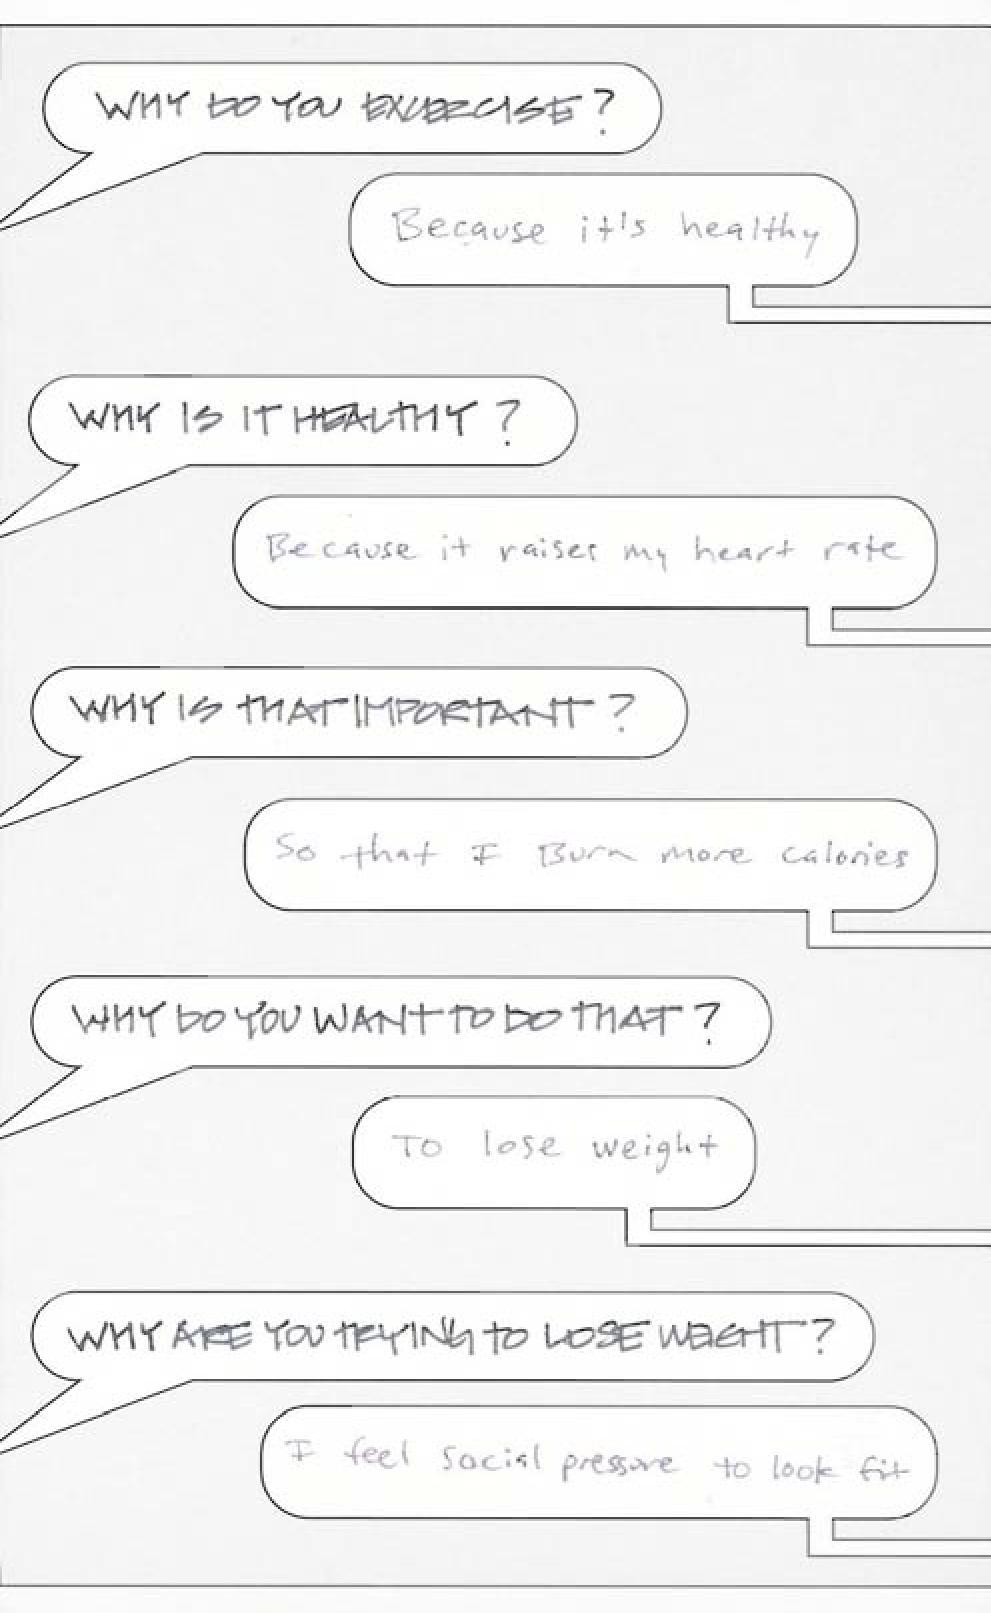 WHY DO YOU EXCERCISE?
Because it's healthy
WHY IS IT HEALTHY?
Because it raises my heart rate
WHY IS THAT IMPORTANT?
So that I Burn more calories
WHY DO YOU WANT TO DO THAT?
To lose weight
WHY ARE YOU TRYING TO LOSE WEIGHT?
I feel social pressure to look fit